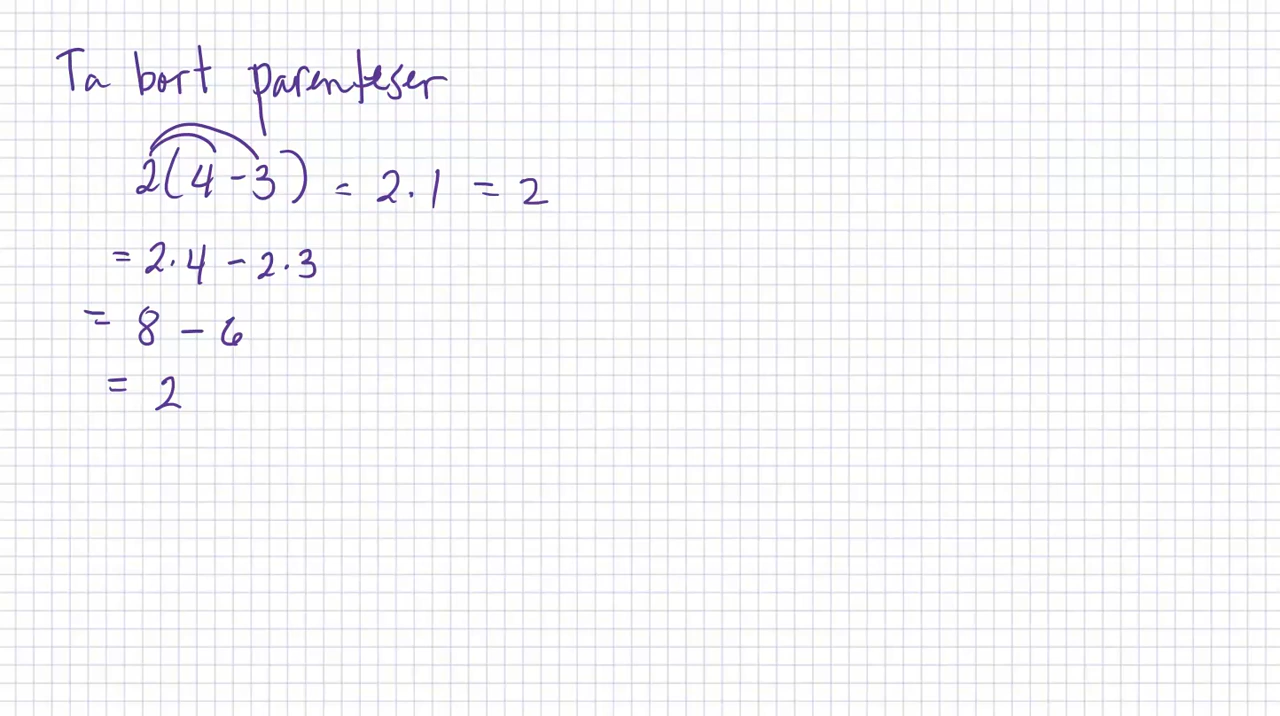 Ta bort parenteser
2(4-3) = 2·1 = 2
= 2·4 - 2·3
= 8 - 6
= 2